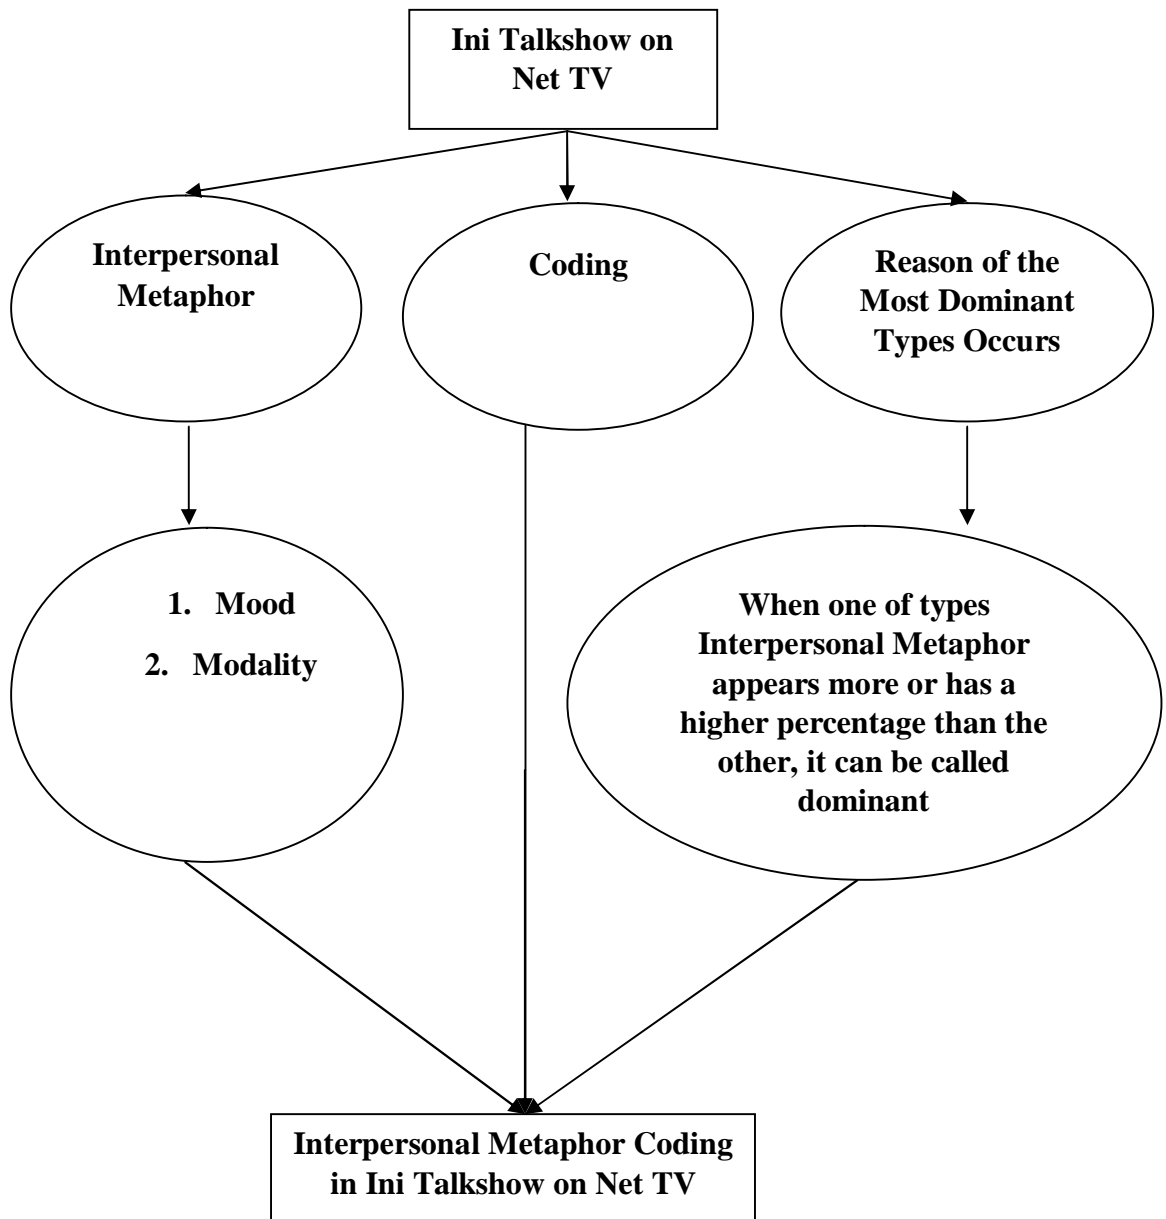 Ini Talkshow on
Net TV
Interpersonal
Metaphor
Coding
Reason of the
Most Dominant
Types Occurs
1. Mood
2. Modality
When one of types
Interpersonal Metaphor
appears more or has a
higher percentage than the
other, it can be called
dominant
Interpersonal Metaphor Coding
in Ini Talkshow on Net TV